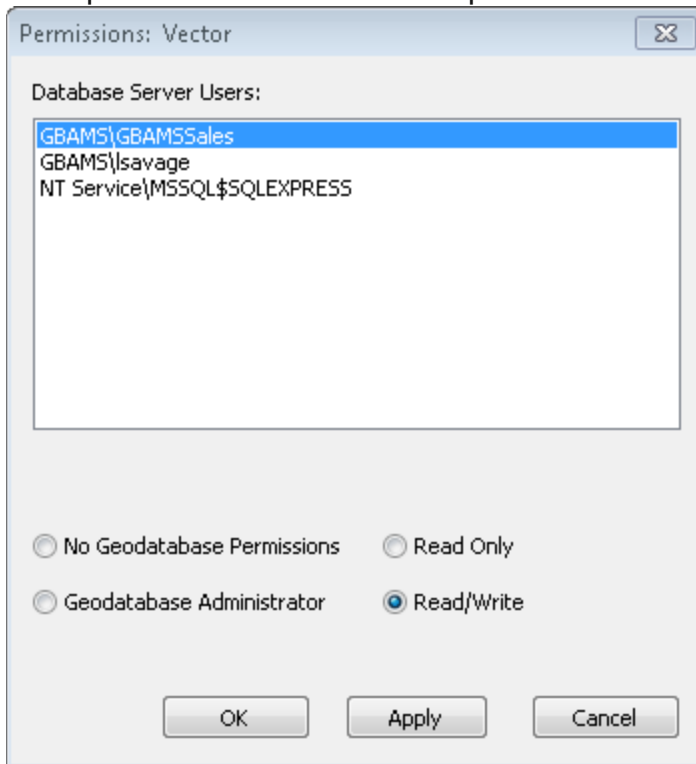 Permissions: Vector
Database Server Users:
GBAMS\GBAMSSales
GBAMS\lsavage
NT Service\MSSQL$SQLEXPRESS
No Geodatabase Permissions Read Only
Geodatabase Administrator Read/Write
OK Apply Cancel